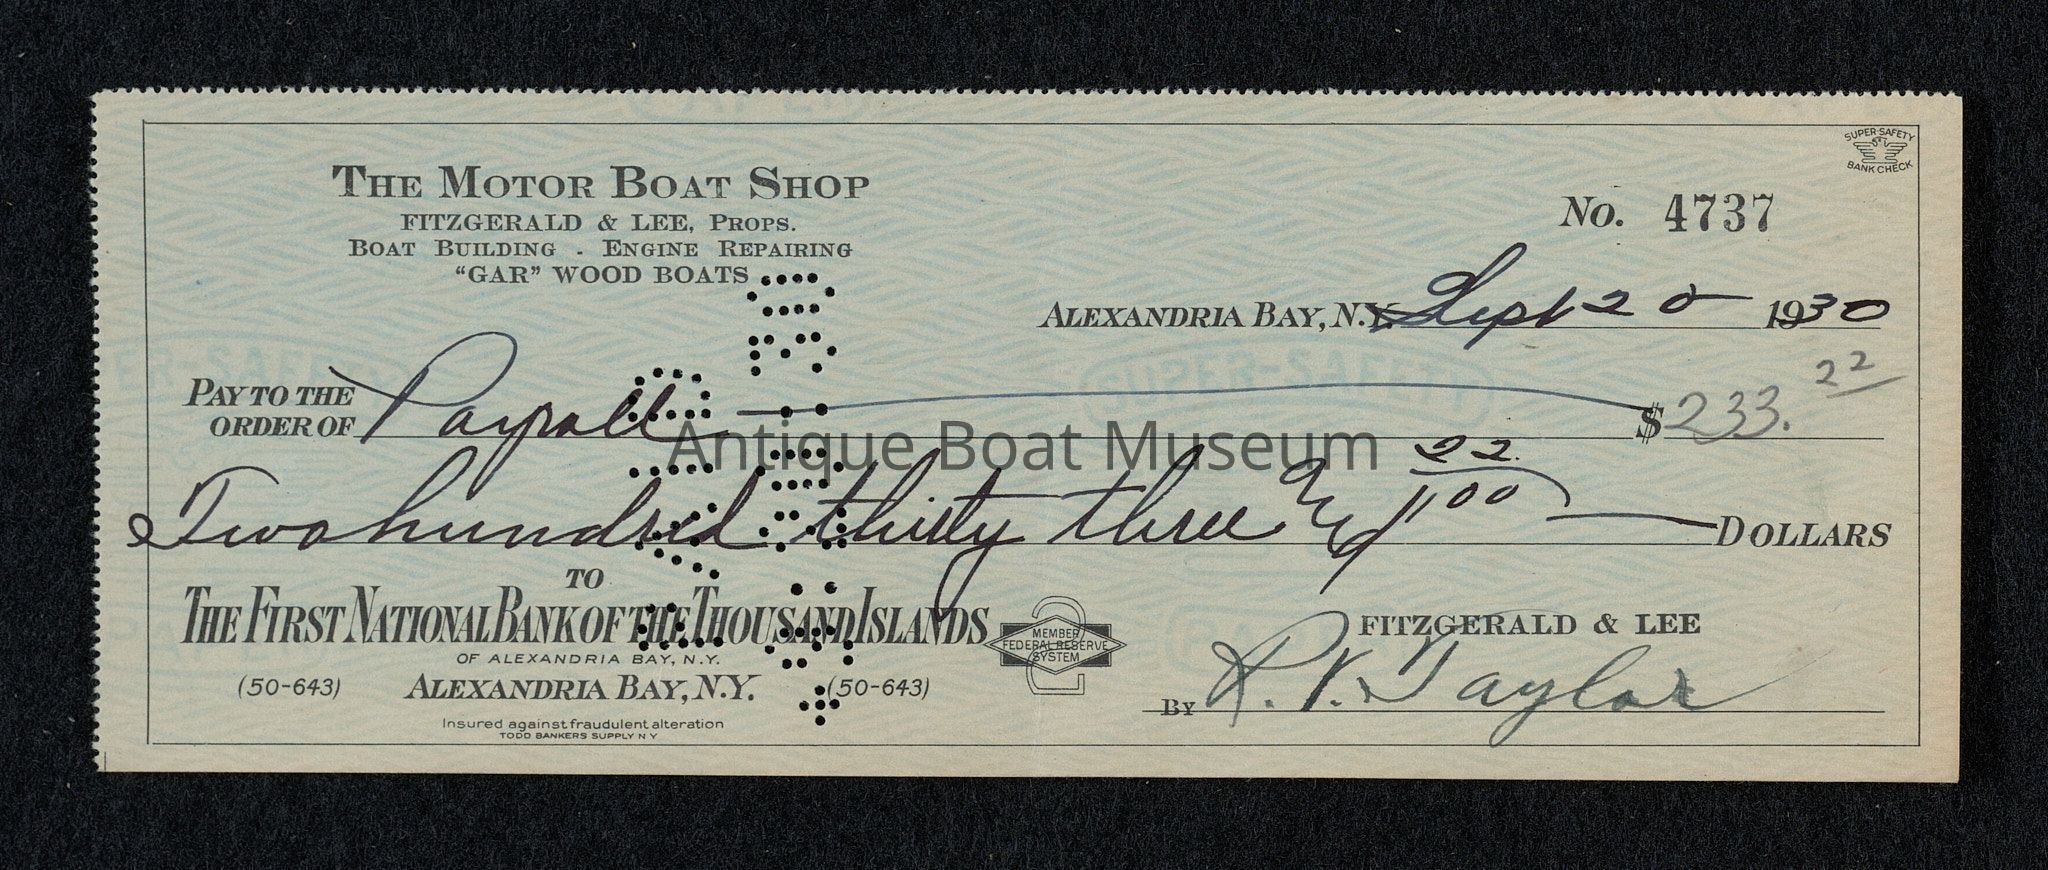 SUPER-SAFETY
BANK CHECK
THE MOTOR BOAT SHOP
FITZGERALD & LEE, PROPS.
BOAT BUILDING - ENGINE REPAIRING
"GAR" WOOD BOATS
No. 4737
ALEXANDRIA BAY, N.Y. Sept 20 1930
PAY TO THE
ORDER OF Payroll $233.22
Antique Boat Museum
Two hundred thirty three & 22/100 DOLLARS
TO
THE FIRST NATIONAL BANK OF THE THOUSAND ISLANDS
OF ALEXANDRIA BAY, N.Y.
(50-643) ALEXANDRIA BAY, N.Y. (50-643)
Insured against fraudulent alteration
TODD BANKERS SUPPLY N Y
MEMBER
FEDERAL RESERVE
SYSTEM
FITZGERALD & LEE
BY R. V. Taylor